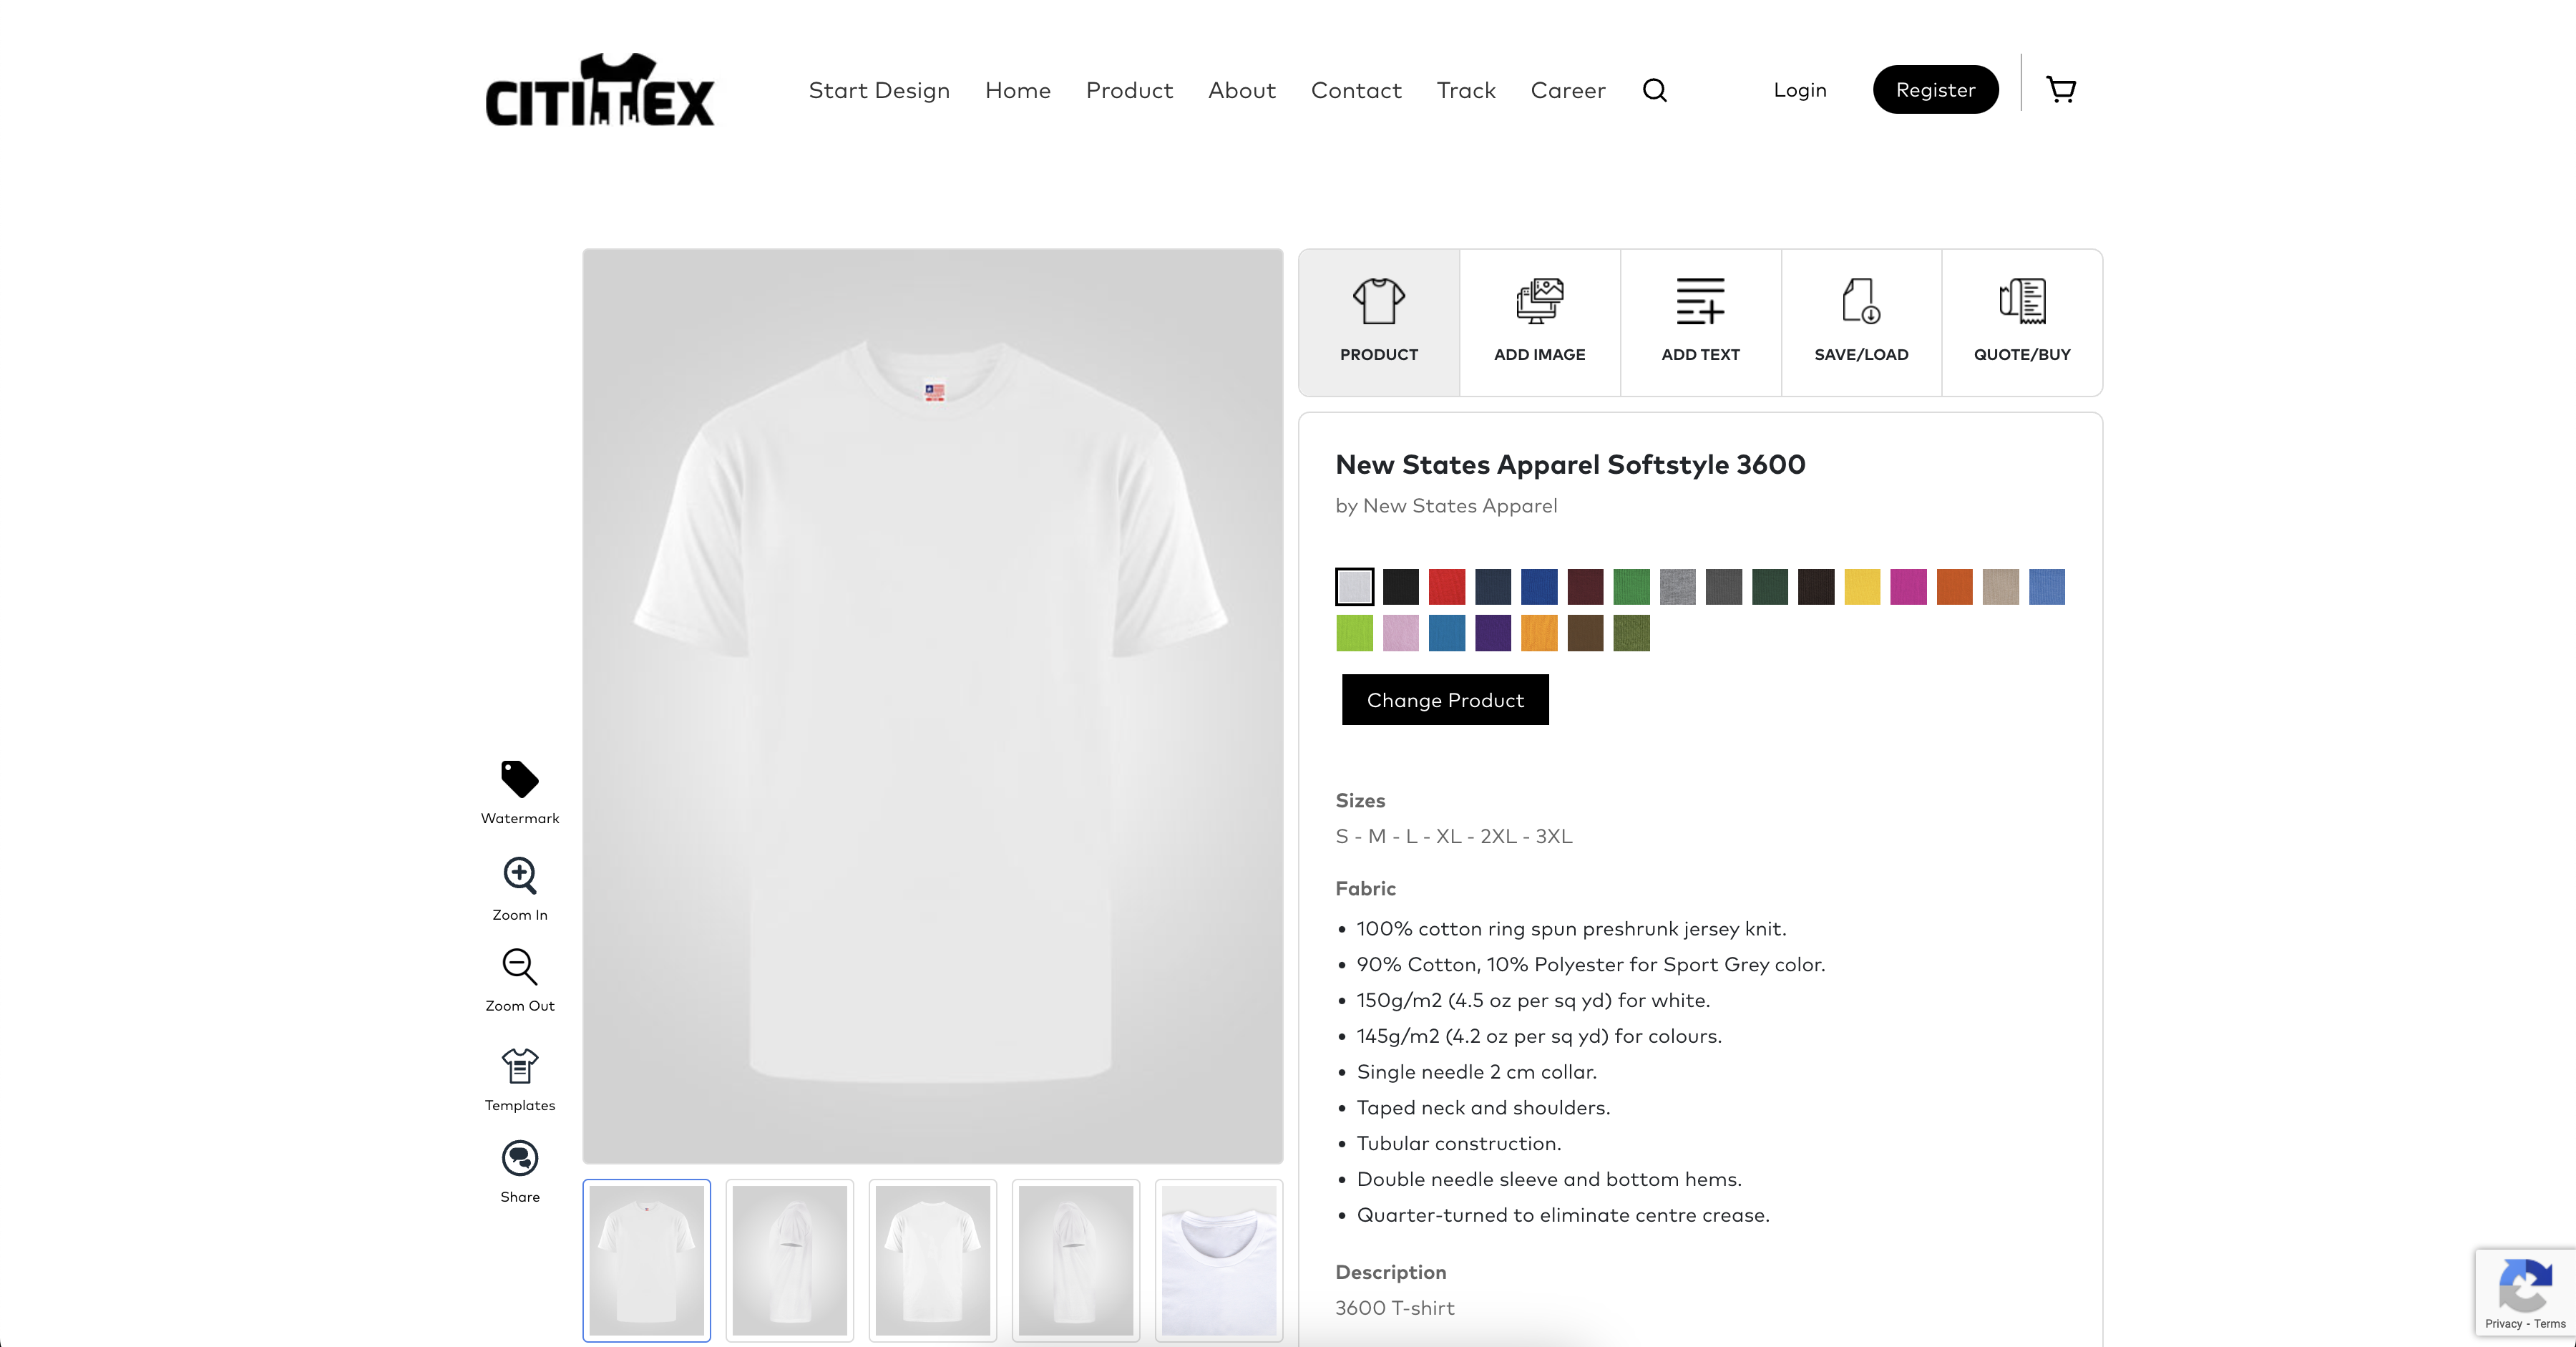 CITITEX
Start Design
Home
Product
About
Contact
Track
Career
Login
Register
PRODUCT
ADD IMAGE
ADD TEXT
SAVE/LOAD
QUOTE/BUY
New States Apparel Softstyle 3600
by New States Apparel
Change Product
Sizes
S - M - L - XL - 2XL - 3XL
Fabric
• 100% cotton ring spun preshrunk jersey knit.
• 90% Cotton, 10% Polyester for Sport Grey color.
• 150g/m2 (4.5 oz per sq yd) for white.
• 145g/m2 (4.2 oz per sq yd) for colours.
• Single needle 2 cm collar.
• Taped neck and shoulders.
• Tubular construction.
• Double needle sleeve and bottom hems.
• Quarter-turned to eliminate centre crease.
Description
3600 T-shirt
Watermark
Zoom In
Zoom Out
Templates
Share
Privacy - Terms